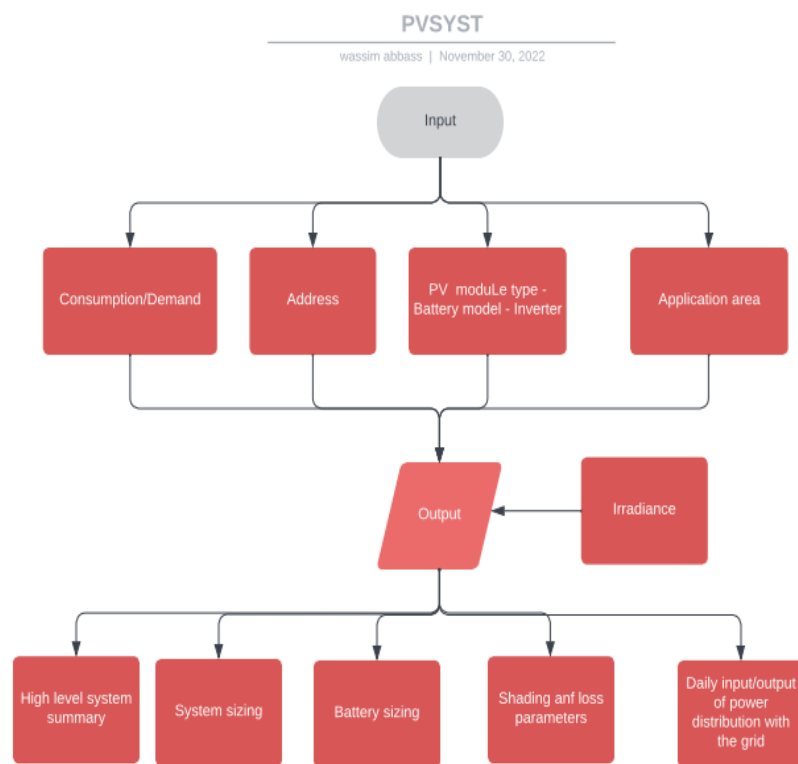 PVSYST
wassim abbass | November 30, 2022
Input
Consumption/Demand
Address
PV moduLe type -
Battery model - Inverter
Application area
Output
Irradiance
High level system
summary
System sizing
Battery sizing
Shading anf loss
parameters
Daily input/output
of power
distribution with
the grid